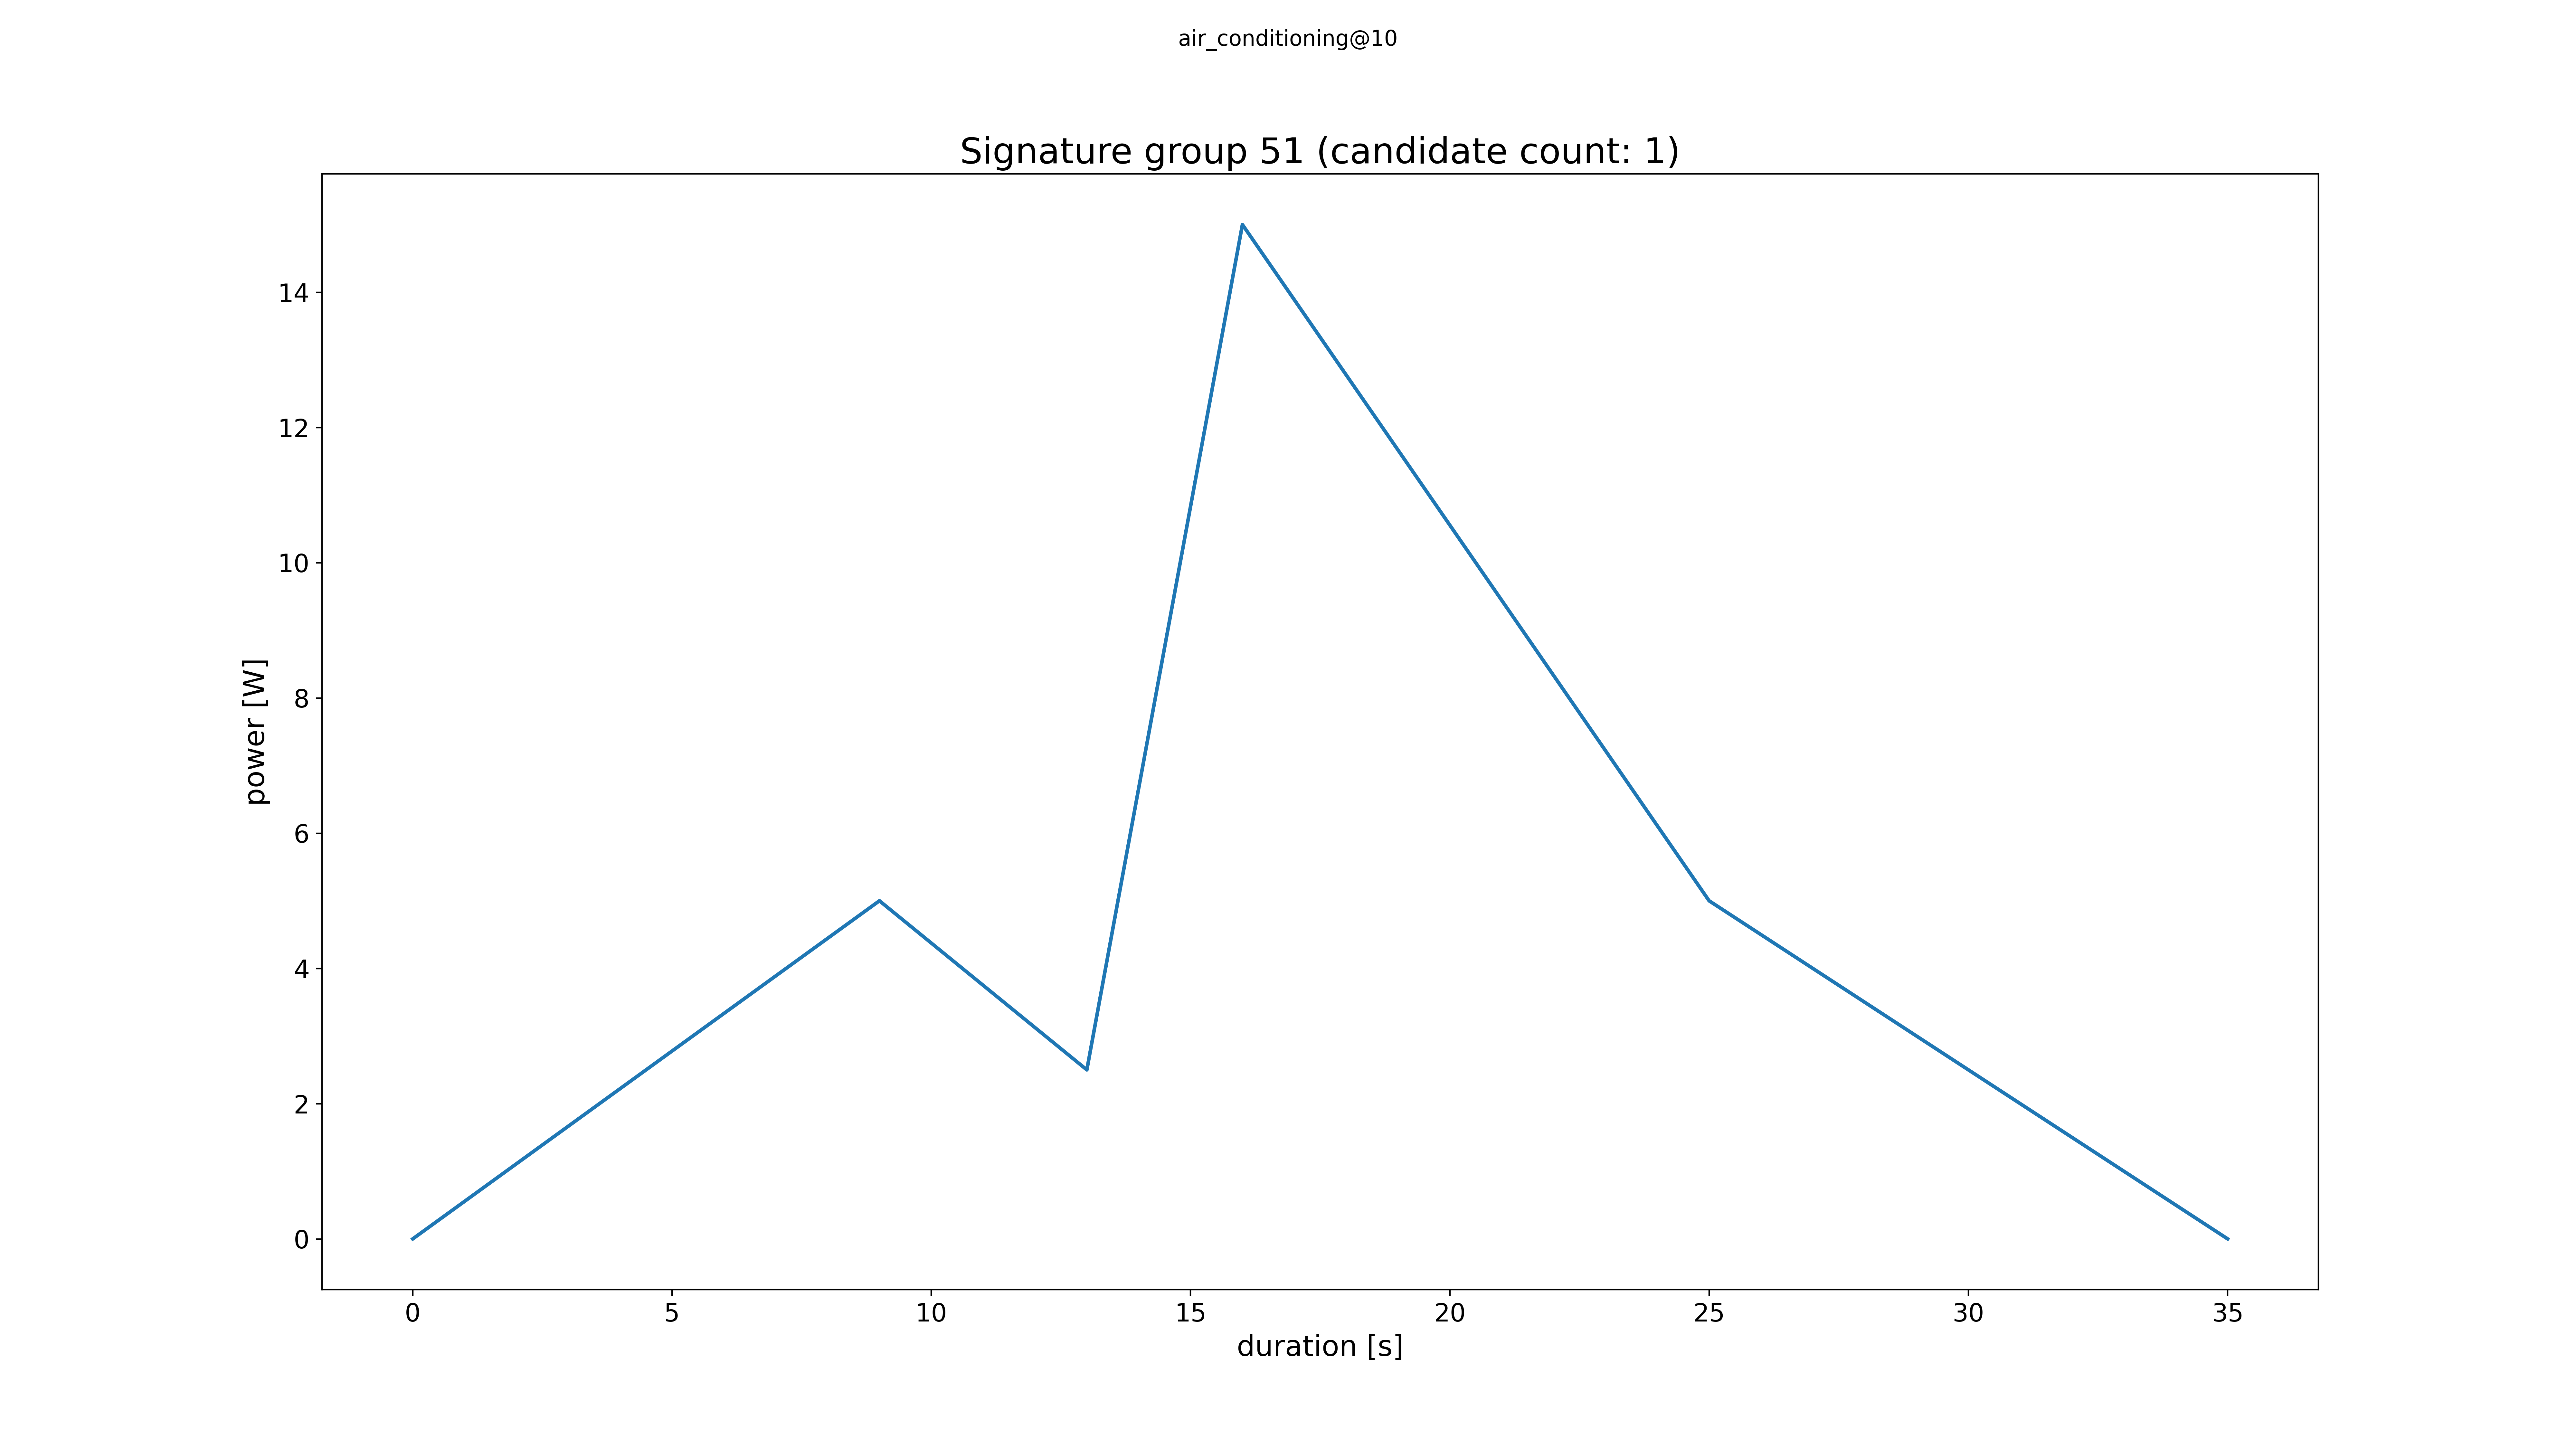 air_conditioning@10
Signature group 51 (candidate count: 1)
power [W]
14
12
10
8
6
4
2
0
0 5 10 15 20 25 30 35
duration [s]